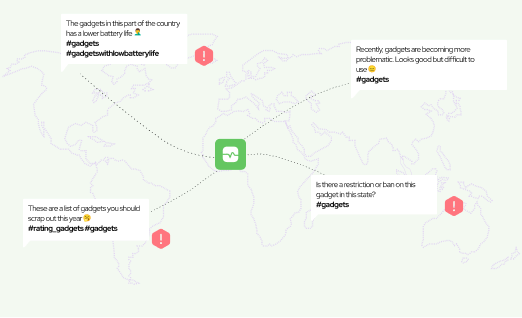 The gadgets in this part of the country
has a lower battery life 🤦‍♂️
#gadgets
#gadgetswithlowbatterylife
!
Recently, gadgets are becoming more
problematic. Looks good but difficult to
use 😑
#gadgets
Is there a restriction or ban on this
gadget in this state?
#gadgets
!
These are a list of gadgets you should
scrap out this year 🥱
#rating_gadgets #gadgets
!